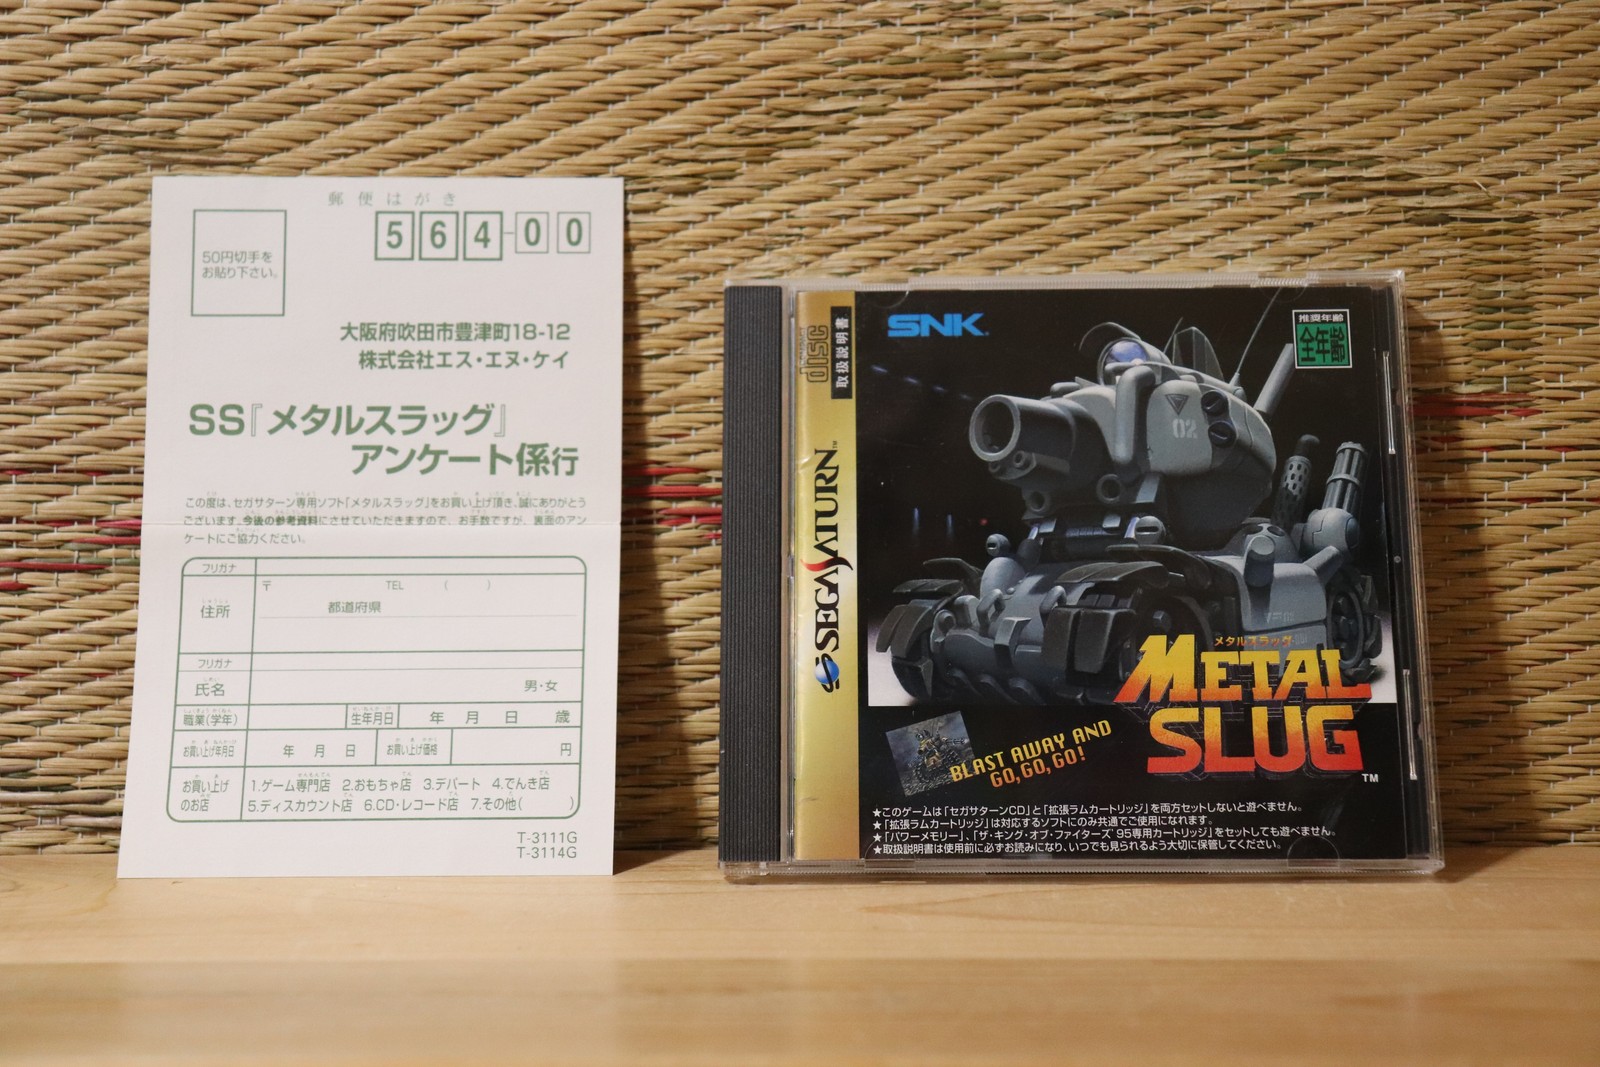 郵便はがき
564-00
50円切手を
お貼り下さい。
大阪府吹田市豊津町18-12
株式会社エス・エヌ・ケイ
SS『メタルスラッグ』
アンケート係行
この度は、セガサターン専用ソフト「メタルスラッグ」をお買い上げ頂き、誠にありがとう
ございます。今後の参考資料にさせていただきますので、お手数ですが、裏面のアン
ケートにご協力ください。
フリガナ
住所
〒 TEL ( )
都道府県
フリガナ
氏名 男・女
職業(学年) 生年月日 年 月 日 歳
お買い上げ年月日 年 月 日 お買い上げ価格 円
お買い上げ
のお店
1.ゲーム専門店 2.おもちゃ店 3.デパート 4.でんき店
5.ディスカウント店 6.CD・レコード店 7.その他( )
T-3111G
T-3114G
disc
取扱説明書
SEGA SATURN™
SNK.
推奨年齢
全年齢
02
メタルスラッグ
METAL
SLUG
TM
BLAST AWAY AND
GO, GO, GO!
★このゲームは「セガサターンCD」と「拡張ラムカートリッジ」を両方セットしないと遊べません。
★「拡張ラムカートリッジ」は対応するソフトにのみ共通でご使用になれます。
★「パワーメモリー」、「ザ・キング・オブ・ファイターズ'95専用カートリッジ」をセットしても遊べません。
★取扱説明書は使用前に必ずお読みになり、いつでも見られるよう大切に保管してください。